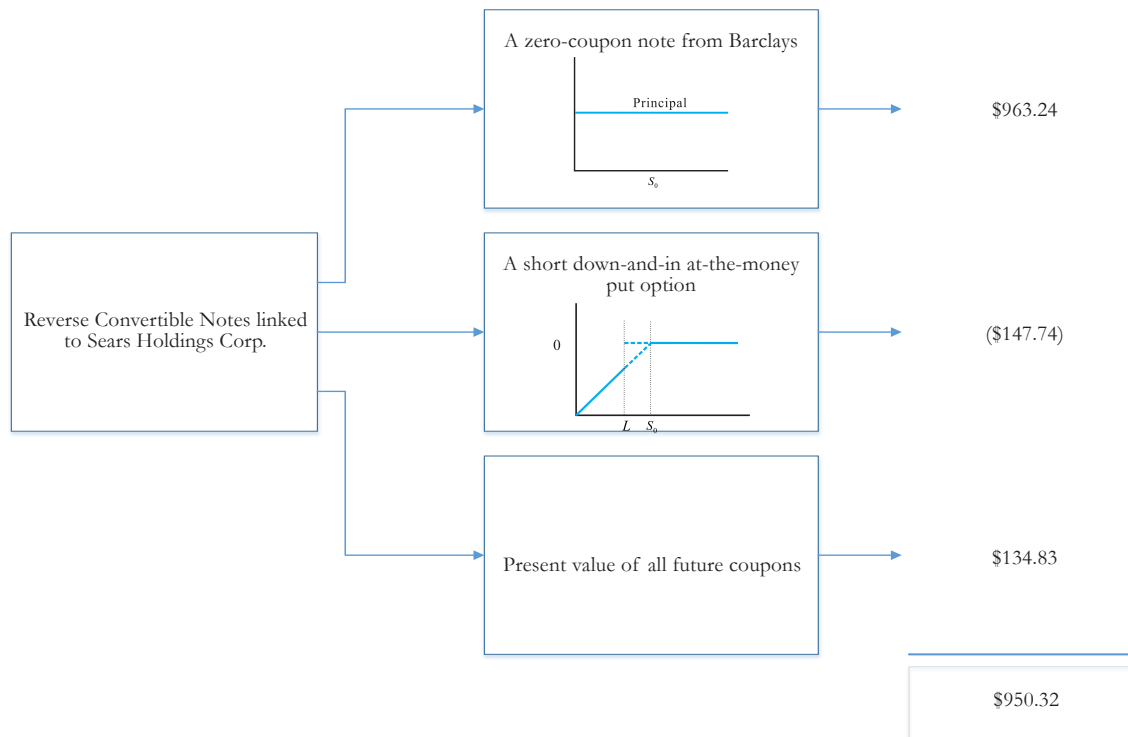 A zero-coupon note from Barclays
Principal
S₀
$963.24
Reverse Convertible Notes linked
to Sears Holdings Corp.
A short down-and-in at-the-money
put option
0
L S₀
($147.74)
Present value of all future coupons
$134.83
$950.32